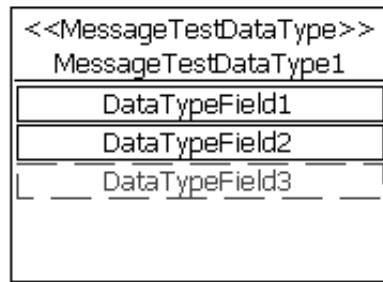 <<MessageTestDataType>>
MessageTestDataType1
DataTypeField1
DataTypeField2
DataTypeField3